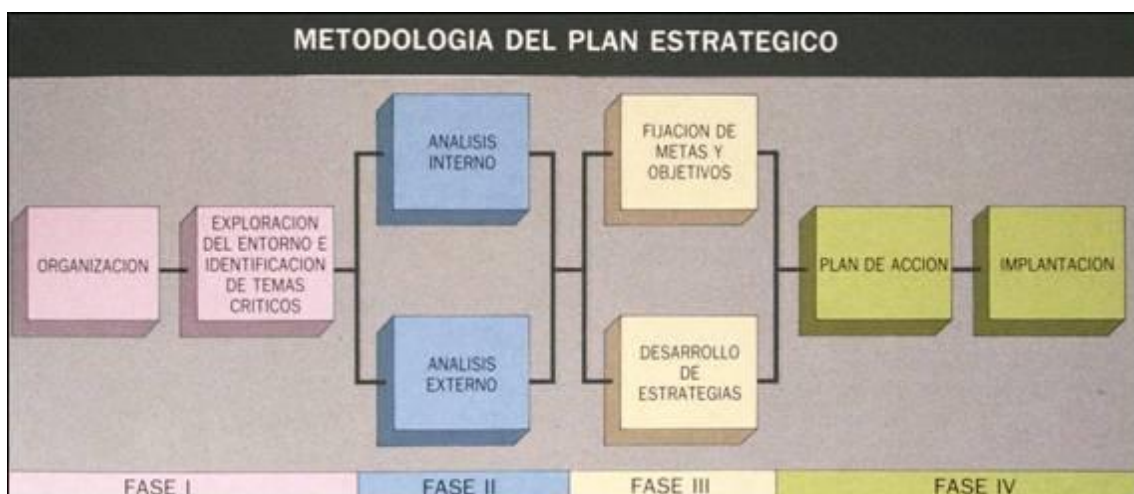 METODOLOGIA DEL PLAN ESTRATEGICO
ORGANIZACION
EXPLORACION
DEL ENTORNO E
IDENTIFICACION
DE TEMAS
CRITICOS
ANALISIS
INTERNO
ANALISIS
EXTERNO
FIJACION DE
METAS Y
OBJETIVOS
DESARROLLO
DE
ESTRATEGIAS
PLAN DE ACCION
IMPLANTACION
FASE I
FASE II
FASE III
FASE IV